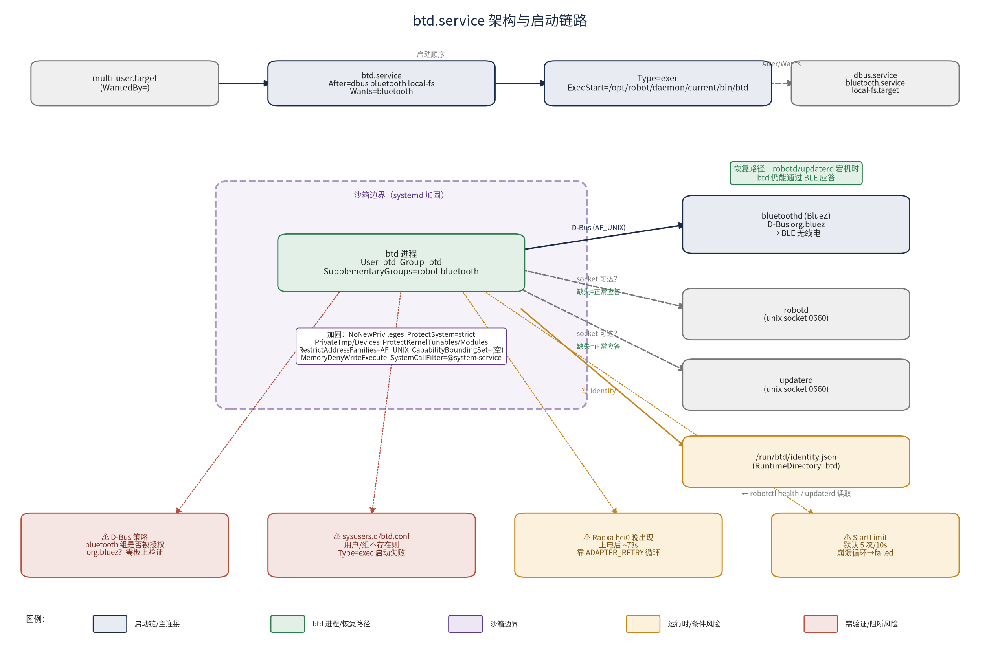 btd.service 架构与启动链路
启动顺序
After/Wants
multi-user.target
(WantedBy=)
btd.service
After=dbus bluetooth local-fs
Wants=bluetooth
Type=exec
ExecStart=/opt/robot/daemon/current/bin/btd
dbus.service
bluetooth.service
local-fs.target
恢复路径：robotd/updaterd 宕机时
btd 仍能通过 BLE 应答
沙箱边界（systemd 加固）
btd 进程
User=btd Group=btd
SupplementaryGroups=robot bluetooth
D-Bus (AF_UNIX)
bluetoothd (BlueZ)
D-Bus org.bluez
→ BLE 无线电
socket 可达?
缺失=正常应答
robotd
(unix socket 0660)
加固：NoNewPrivileges ProtectSystem=strict
PrivateTmp/Devices ProtectKernelTunables/Modules
RestrictAddressFamilies=AF_UNIX CapabilityBoundingSet=(空)
MemoryDenyWriteExecute SystemCallFilter=@system-service
socket 可达?
缺失=正常应答
updaterd
(unix socket 0660)
写 identity
/run/btd/identity.json
(RuntimeDirectory=btd)
← robotctl health / updaterd 读取
⚠ D-Bus 策略
bluetooth 组是否被授权
org.bluez? 需板上验证
⚠ sysusers.d/btd.conf
用户/组不存在则
Type=exec 启动失败
⚠ Radxa hci0 晚出现
上电后 ~73s
靠 ADAPTER_RETRY 循环
⚠ StartLimit
默认 5 次/10s
崩溃循环→failed
图例：
启动链/主连接
btd 进程/恢复路径
沙箱边界
运行时/条件风险
需验证/阻断风险